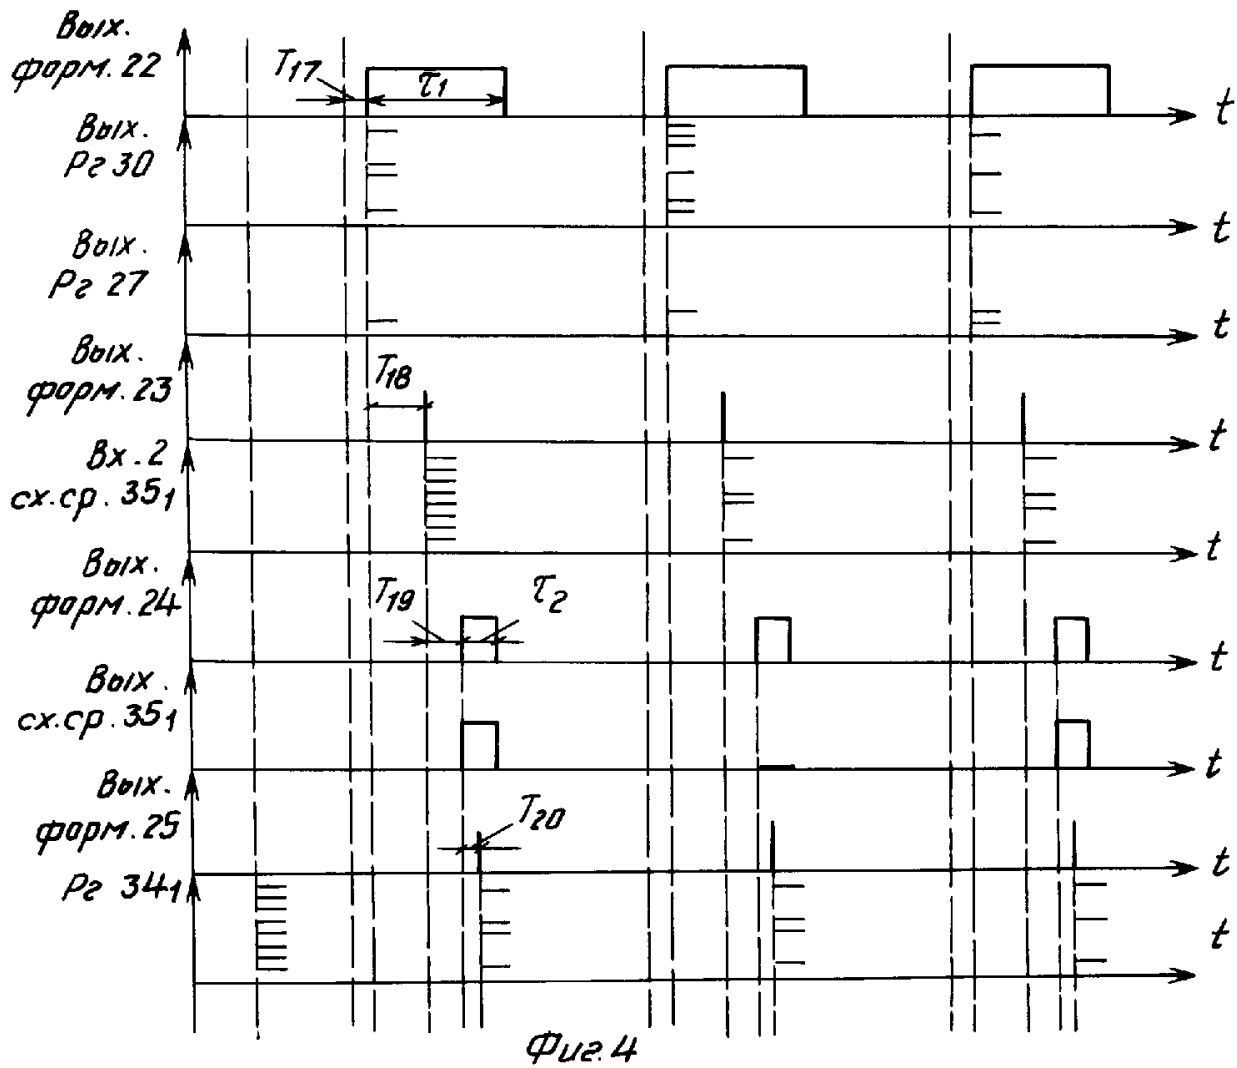 Вых.
форм.22
T17
τ1
t
Вых.
Рг 30
t
Вых.
Рг 27
t
Вых.
форм.23
T18
t
Вх.2
сх.ср.351
t
Вых.
форм.24
T19
τ2
t
Вых.
сх.ср.351
t
Вых.
форм.25
T20
t
Рг 341
t
Фиг.4